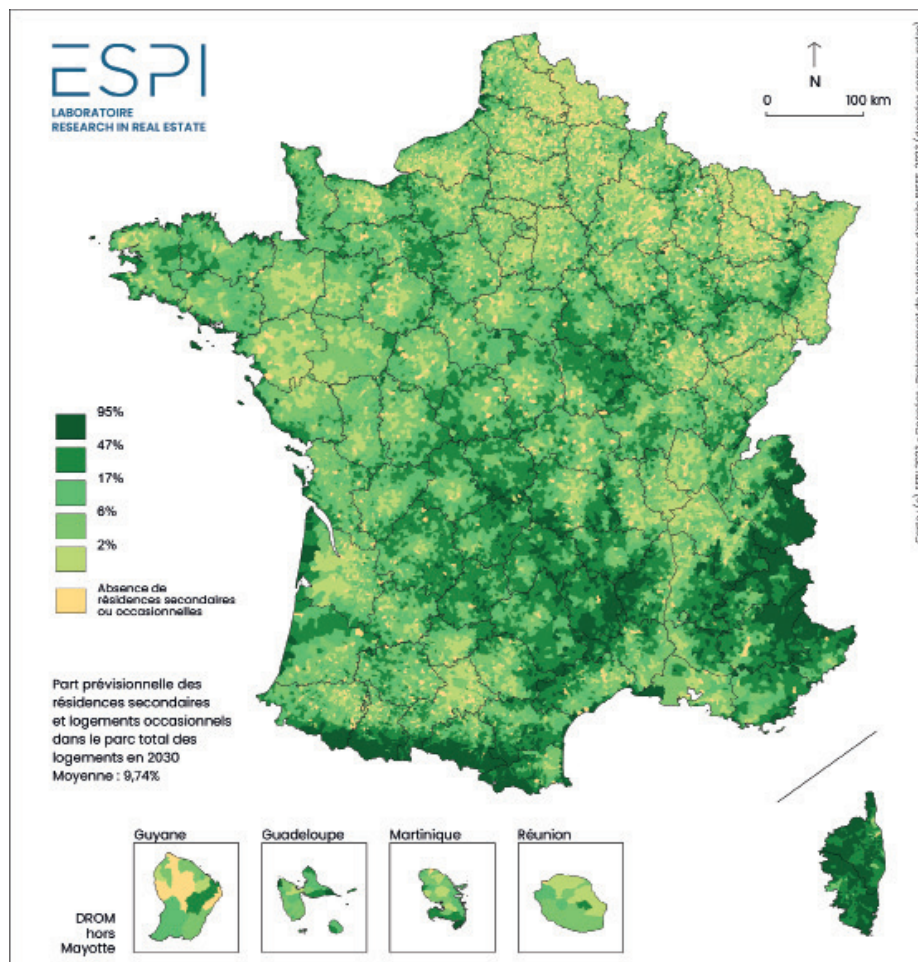 ESPI
LABORATOIRE
RESEARCH IN REAL ESTATE
N
0 100 km
95%
47%
17%
6%
2%
Absence de
résidences secondaires
ou occasionnelles
Part prévisionnelle des
résidences secondaires
et logements occasionnels
dans le parc total des
logements en 2030
Moyenne : 9,74%
Guyane
Guadeloupe
Martinique
Réunion
DROM
hors
Mayotte